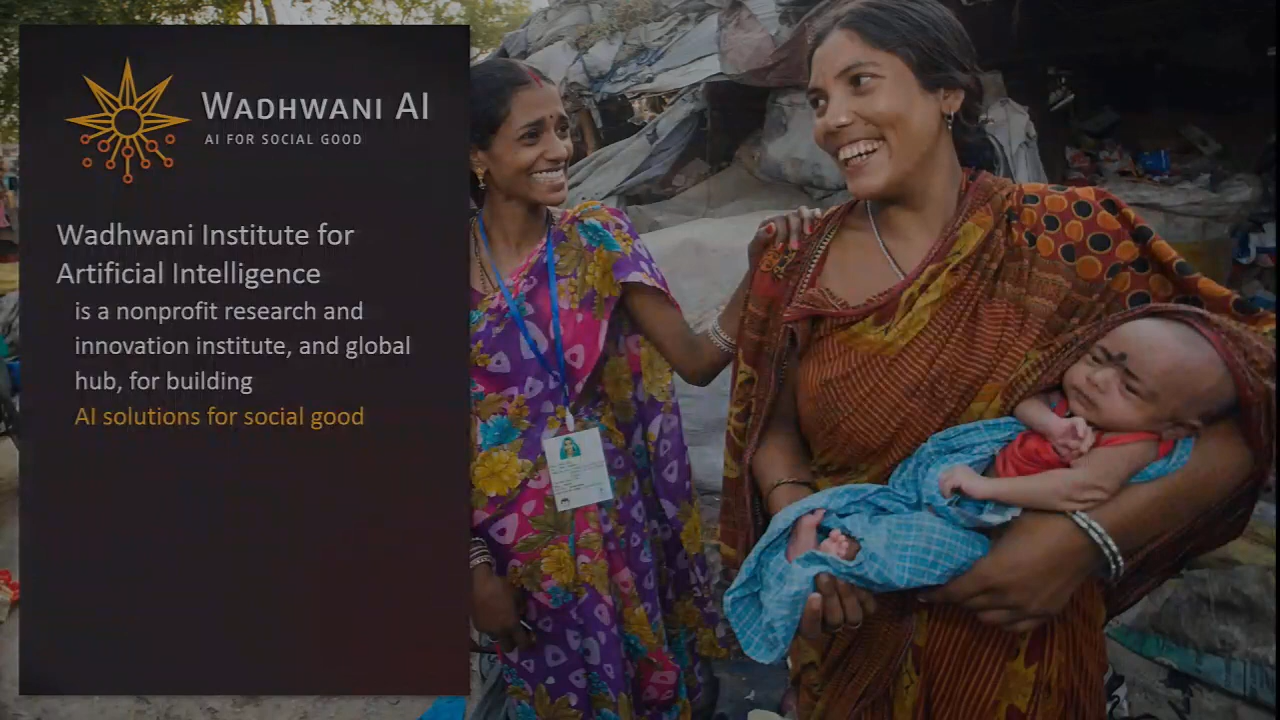 WADHWANI AI
AI FOR SOCIAL GOOD
Wadhwani Institute for
Artificial Intelligence
is a nonprofit research and
innovation institute, and global
hub, for building
AI solutions for social good